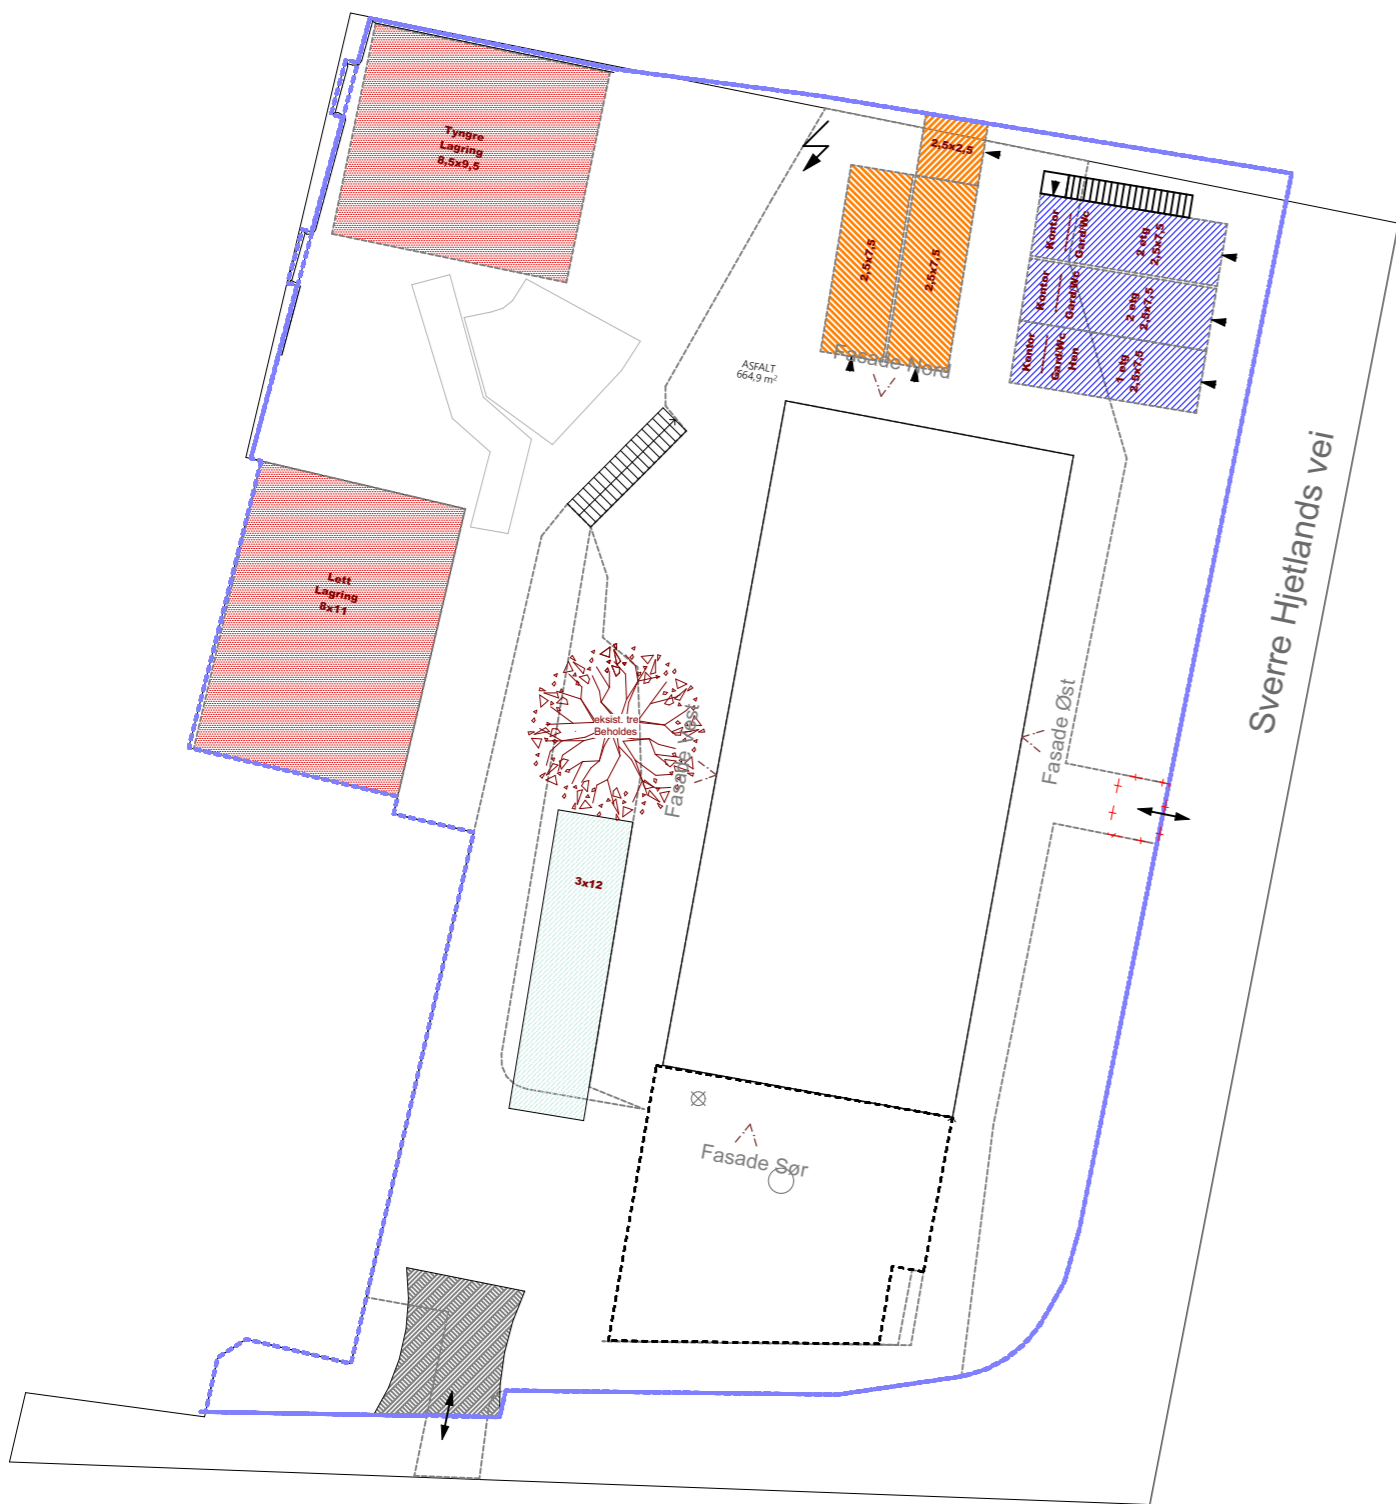 Tyngre
Lagring
8,5x9,5
2,5x2,5
2,5x7,5
2,5x7,5
Kontor
Gard/Wc
2 etg
2,5x7,5
Kontor
Gard/Wc
2 etg
2,5x7,5
Kontor
Gard/Wc
Hen
1 etg
2,5x7,5
Fasade Nord
ASFALT
664,9 m²
Lett
Lagring
8x11
Sverre Hjetlands vei
eksist. tre
Beholdes
Fasade Vest
Fasade Øst
3x12
Fasade Sør